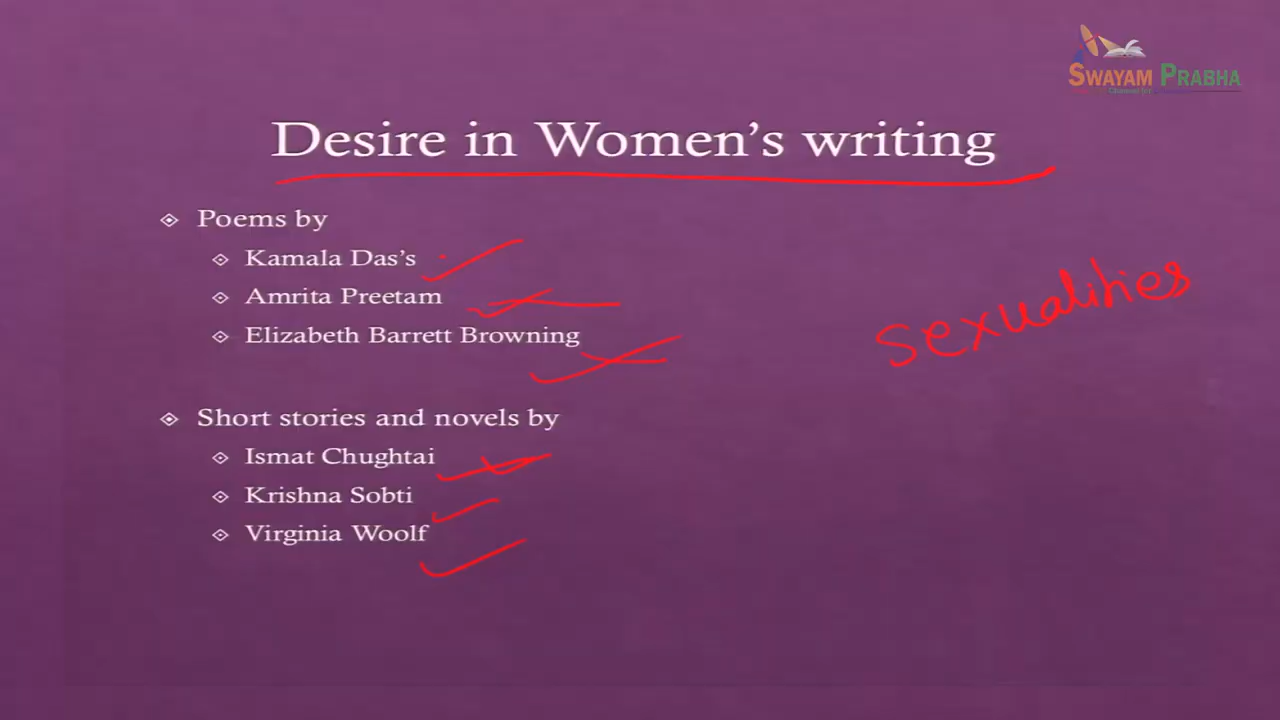 SWAYAM PRABHA
Desire in Women's writing
Poems by
Kamala Das's
Amrita Preetam
Elizabeth Barrett Browning
sexualities
Short stories and novels by
Ismat Chughtai
Krishna Sobti
Virginia Woolf